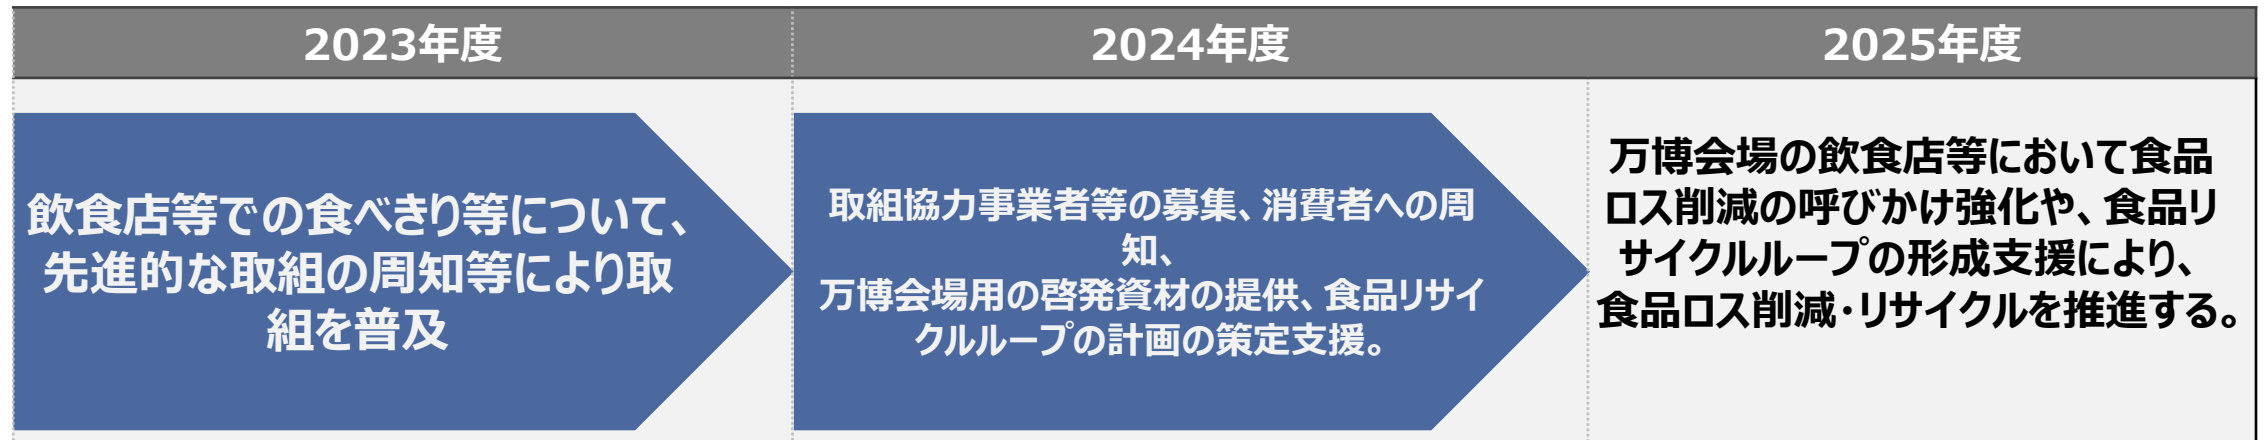 2023年度
2024年度
2025年度
飲食店等での食べきり等について、
先進的な取組の周知等により取
組を普及
取組協力事業者等の募集、消費者への周
知、
万博会場用の啓発資材の提供、食品リサイ
クルループの計画の策定支援。
万博会場の飲食店等において食品
ロス削減の呼びかけ強化や、食品リ
サイクルループの形成支援により、
食品ロス削減・リサイクルを推進する。